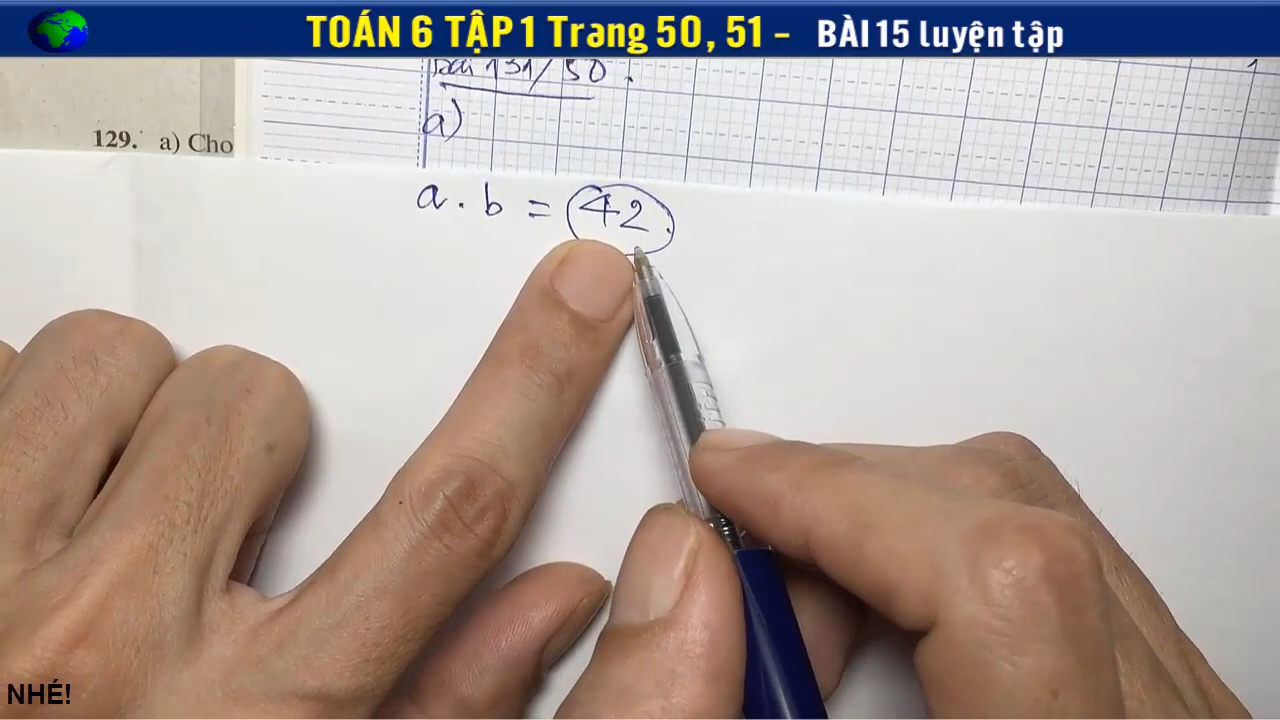 TOÁN 6 TẬP 1 Trang 50, 51 - BÀI 15 luyện tập
Bài 131/50.
a)
129. a) Cho
a . b = 42.
NHÉ!